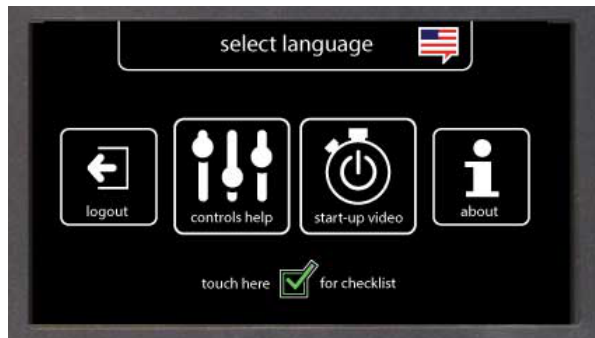 select language
logout
controls help
start-up video
about
touch here for checklist